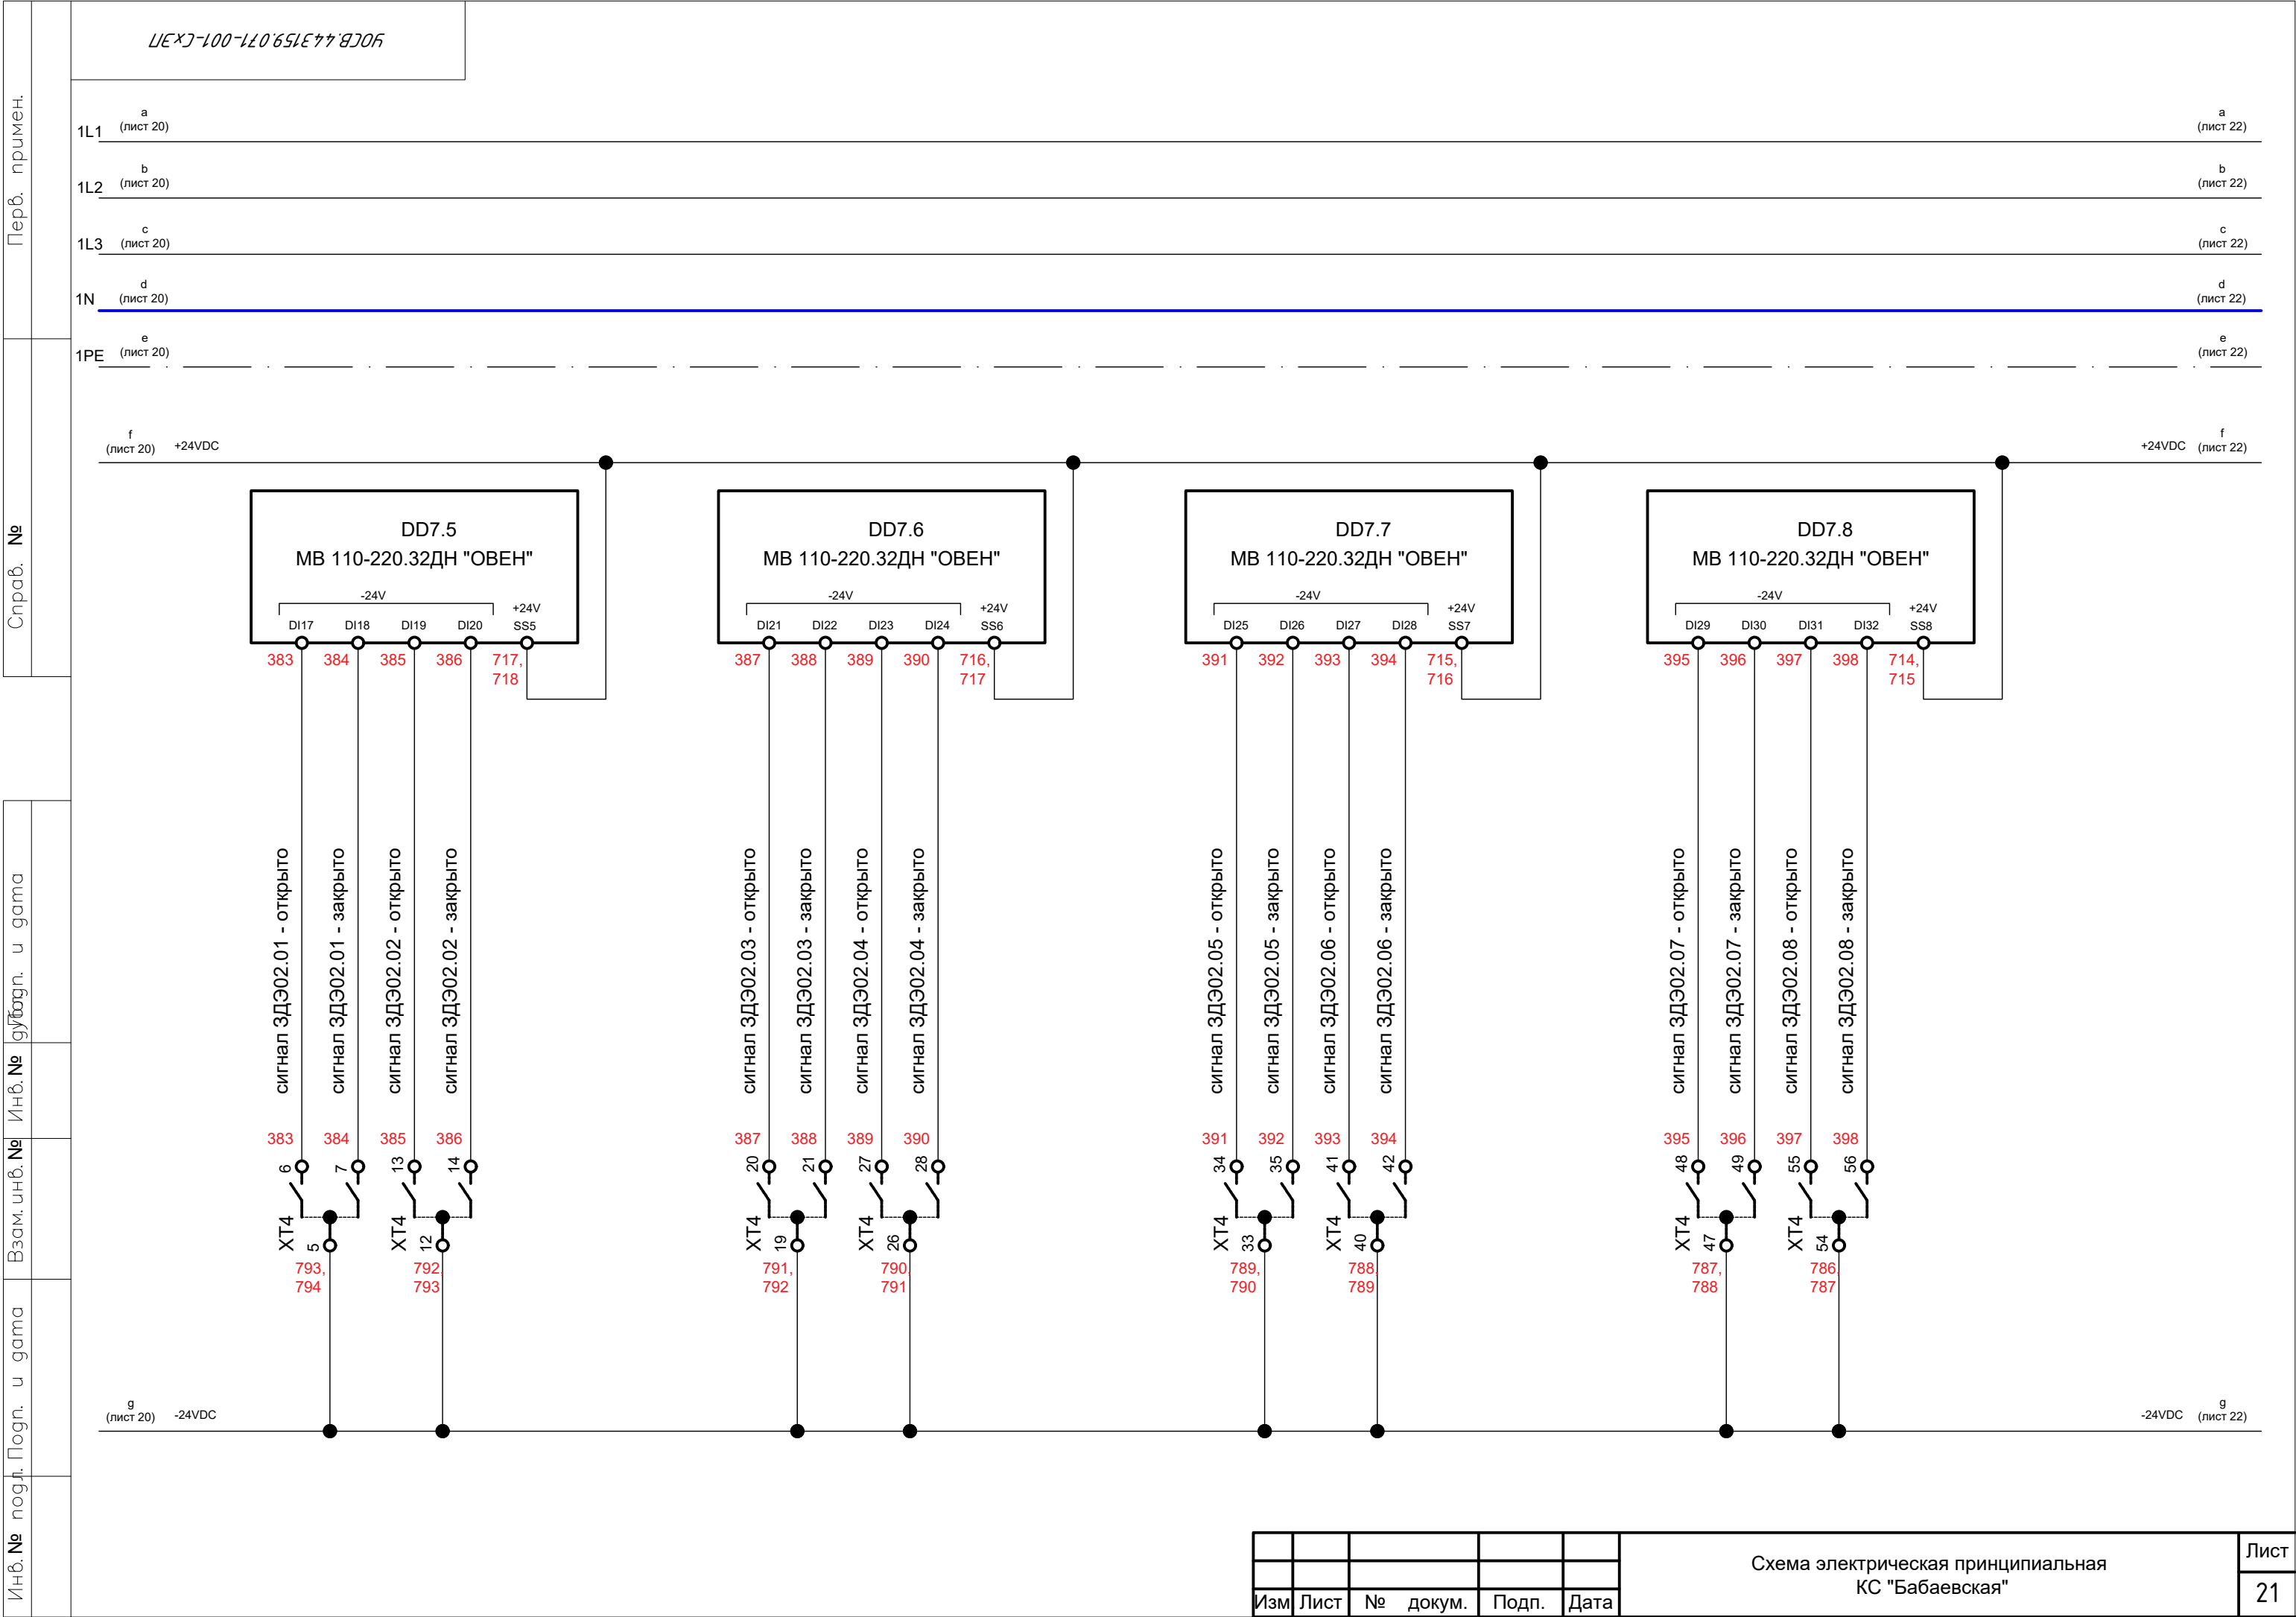 УОСВ.443159.071-001-СхЭП
Перв. примен.
Справ. №
Подп. и дата
Инв. № дубл.
Взам. инв. №
Подп. и дата
Инв. № подл.
1L1
a
(лист 20)
a
(лист 22)
1L2
b
(лист 20)
b
(лист 22)
1L3
c
(лист 20)
c
(лист 22)
1N
d
(лист 20)
d
(лист 22)
1PE
e
(лист 20)
e
(лист 22)
f
(лист 20)
+24VDC
+24VDC
f
(лист 22)
DD7.5
МВ 110-220.32ДН "ОВЕН"
-24V
+24V
DI17 DI18 DI19 DI20 SS5
383 384 385 386 717,
718
DD7.6
МВ 110-220.32ДН "ОВЕН"
-24V
+24V
DI21 DI22 DI23 DI24 SS6
387 388 389 390 716,
717
DD7.7
МВ 110-220.32ДН "ОВЕН"
-24V
+24V
DI25 DI26 DI27 DI28 SS7
391 392 393 394 715,
716
DD7.8
МВ 110-220.32ДН "ОВЕН"
-24V
+24V
DI29 DI30 DI31 DI32 SS8
395 396 397 398 714,
715
сигнал ЗДЭ02.01 - открыто
сигнал ЗДЭ02.01 - закрыто
сигнал ЗДЭ02.02 - открыто
сигнал ЗДЭ02.02 - закрыто
сигнал ЗДЭ02.03 - открыто
сигнал ЗДЭ02.03 - закрыто
сигнал ЗДЭ02.04 - открыто
сигнал ЗДЭ02.04 - закрыто
сигнал ЗДЭ02.05 - открыто
сигнал ЗДЭ02.05 - закрыто
сигнал ЗДЭ02.06 - открыто
сигнал ЗДЭ02.06 - закрыто
сигнал ЗДЭ02.07 - открыто
сигнал ЗДЭ02.07 - закрыто
сигнал ЗДЭ02.08 - открыто
сигнал ЗДЭ02.08 - закрыто
383 384 385 386
6 7 13 14
XT4 5 XT4 12
793,
794
792,
793
387 388 389 390
20 21 27 28
XT4 19 XT4 26
791,
792
790,
791
391 392 393 394
34 35 41 42
XT4 33 XT4 40
789,
790
788,
789
395 396 397 398
48 49 55 56
XT4 47 XT4 54
787,
788
786,
787
g
(лист 20)
-24VDC
-24VDC
g
(лист 22)
Изм Лист № докум. Подп. Дата
Схема электрическая принципиальная
КС "Бабаевская"
Лист
21